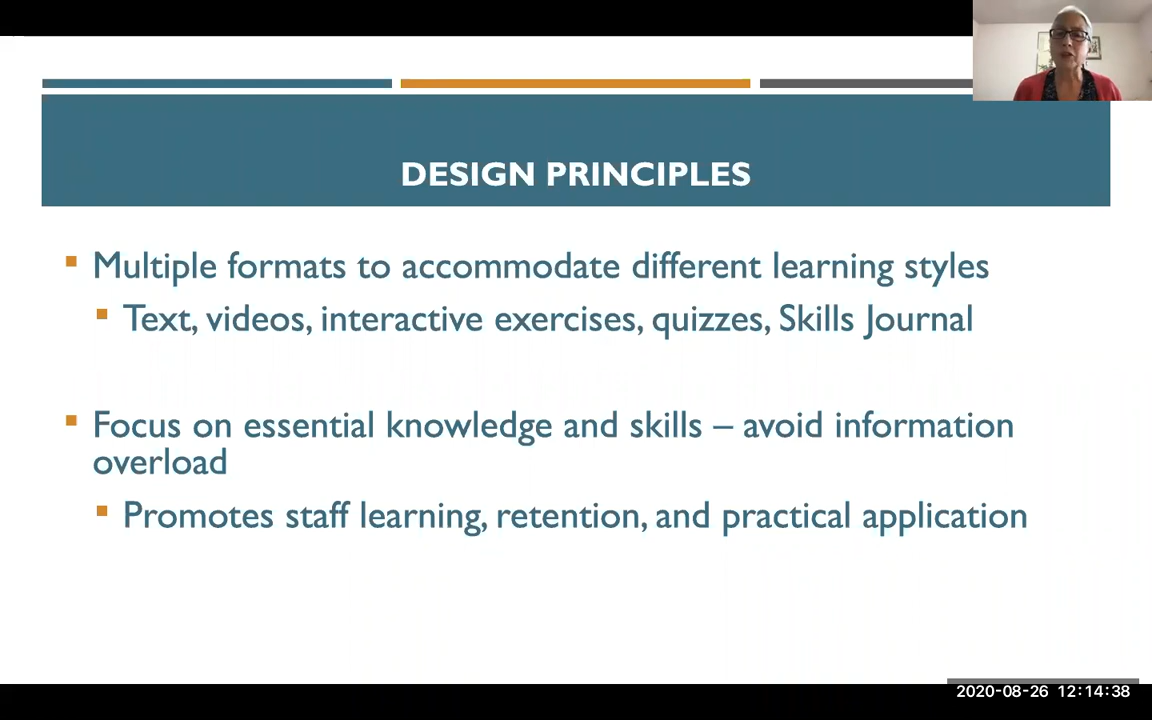 DESIGN PRINCIPLES
Multiple formats to accommodate different learning styles
Text, videos, interactive exercises, quizzes, Skills Journal
Focus on essential knowledge and skills – avoid information
overload
Promotes staff learning, retention, and practical application
2020-08-26 12:14:38